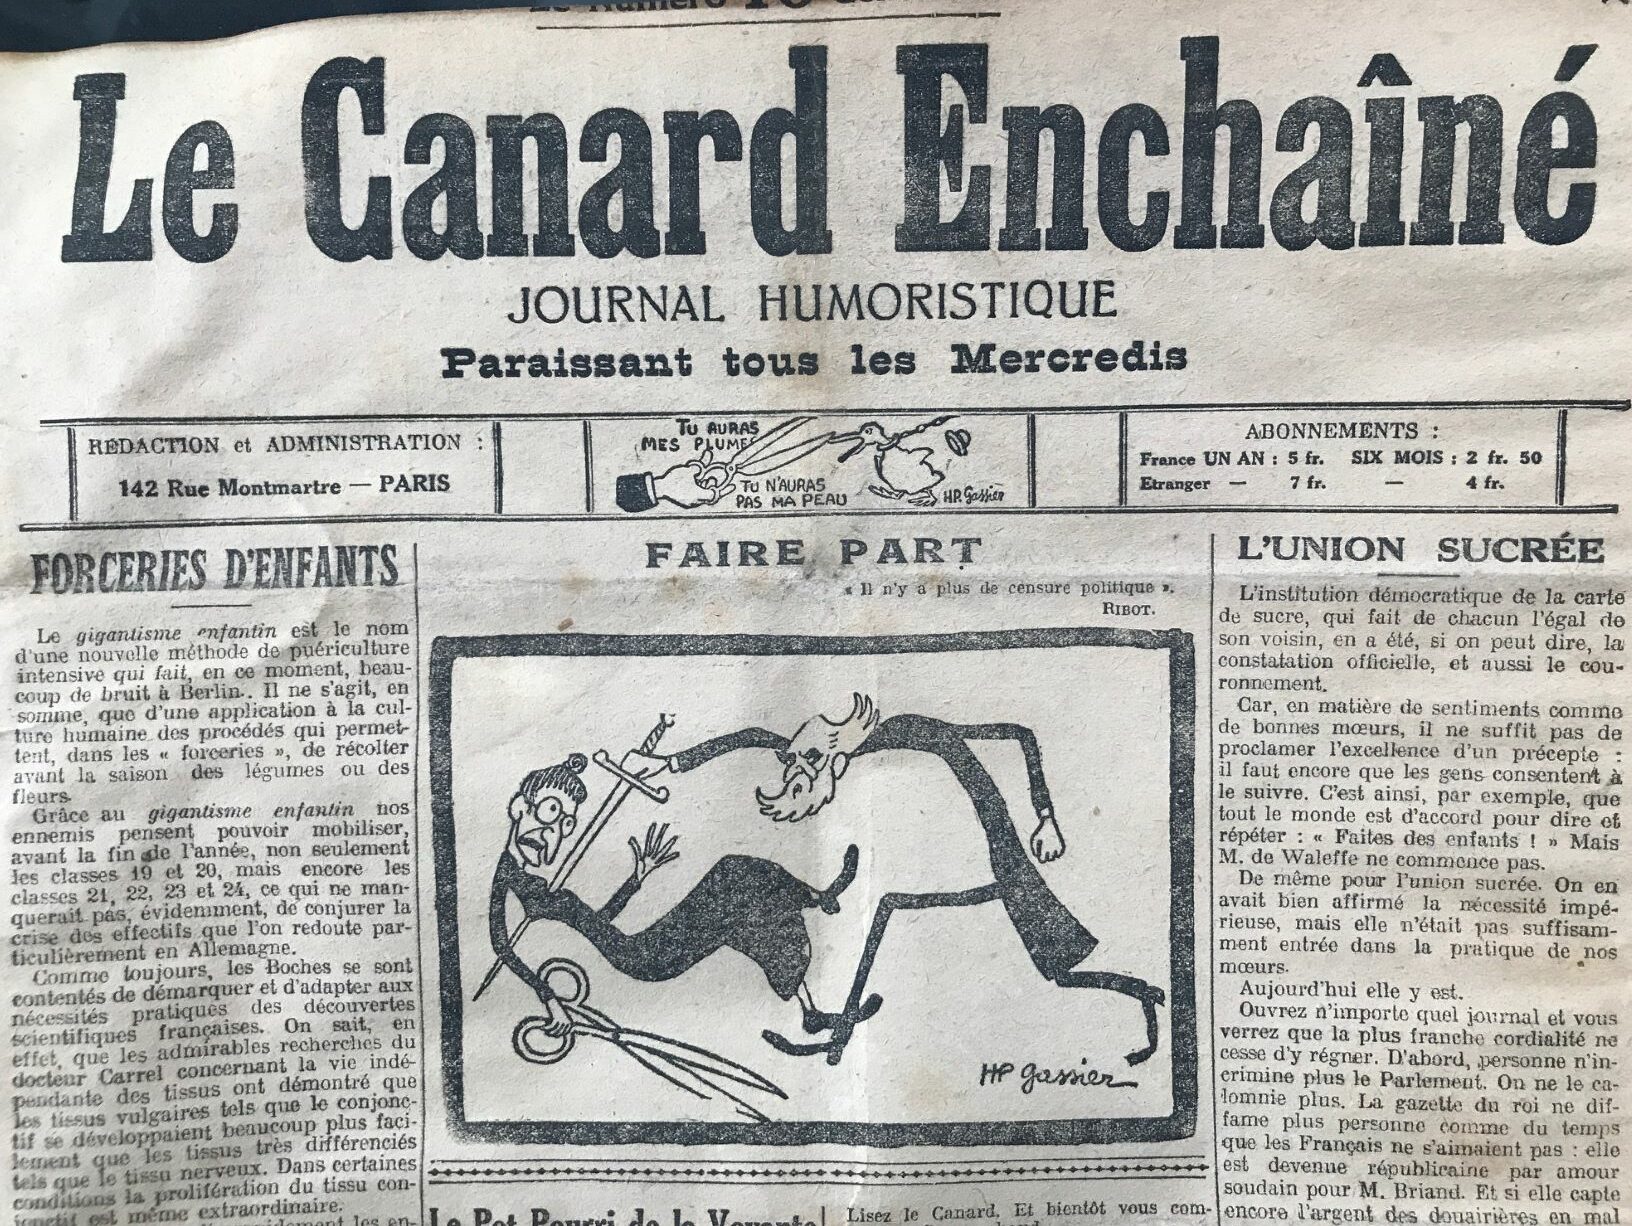 Le Numéro 10
Le Canard Enchaîné
JOURNAL HUMORISTIQUE
Paraissant tous les Mercredis
RÉDACTION et ADMINISTRATION :
142 Rue Montmartre — PARIS
TU AURAS
MES PLUMES
TU N'AURAS
PAS MA PEAU
HP. Gassier
ABONNEMENTS :
France UN AN : 5 fr. SIX MOIS : 2 fr. 50
Etranger — 7 fr. — 4 fr.
FORCERIES D'ENFANTS
Le gigantisme enfantin est le nom
d'une nouvelle méthode de puériculture
intensive qui fait, en ce moment, beau-
coup de bruit à Berlin.. Il ne s'agit, en
somme, que d'une application à la cul-
ture humaine des procédés qui permet-
tent, dans les « forceries », de récolter
avant la saison des légumes ou des
fleurs.
Grâce au gigantisme enfantin nos
ennemis pensent pouvoir mobiliser,
avant la fin de l'année, non seulement
les classes 19 et 20, mais encore les
classes 21, 22, 23 et 24, ce qui ne man-
querait pas, évidemment, de conjurer la
crise des effectifs que l'on redoute par-
ticulièrement en Allemagne.
Comme toujours, les Boches se sont
contentés de démarquer et d'adapter aux
nécessités pratiques des découvertes
scientifiques françaises. On sait, en
effet, que les admirables recherches du
docteur Carrel concernant la vie indé-
pendante des tissus ont démontré que
les tissus vulgaires tels que le conjonc-
tif se développaient beaucoup plus faci-
lement que les tissus très différenciés
tels que le tissu nerveux. Dans certaines
conditions la prolifération du tissu con-
jonctif est même extraordinaire.
les en-
FAIRE PART
« Il n'y a plus de censure politique ».
RIBOT.
HP Gassier
Le Pot Pourri de la Voyante
Lisez le Canard. Et bientôt vous com-
L'UNION SUCRÉE
L'institution démocratique de la carte
de sucre, qui fait de chacun l'égal de
son voisin, en a été, si on peut dire, la
constatation officielle, et aussi le cou-
ronnement.
Car, en matière de sentiments comme
de bonnes mœurs, il ne suffit pas de
proclamer l'excellence d'un précepte :
il faut encore que les gens consentent à
le suivre. C'est ainsi, par exemple, que
tout le monde est d'accord pour dire et
répéter : « Faites des enfants ! » Mais
M. de Waleffe ne commence pas.
De même pour l'union sucrée. On en
avait bien affirmé la nécessité impé-
rieuse, mais elle n'était pas suffisam-
ment entrée dans la pratique de nos
mœurs.
Aujourd'hui elle y est.
Ouvrez n'importe quel journal et vous
verrez que la plus franche cordialité ne
cesse d'y régner. D'abord, personne n'in-
crimine plus le Parlement. On ne le ca-
lomnie plus. La gazette du roi ne dif-
fame plus personne comme du temps
que les Français ne s'aimaient pas : elle
est devenue républicaine par amour
soudain pour M. Briand. Et si elle capte
encore l'argent des douairières en mal